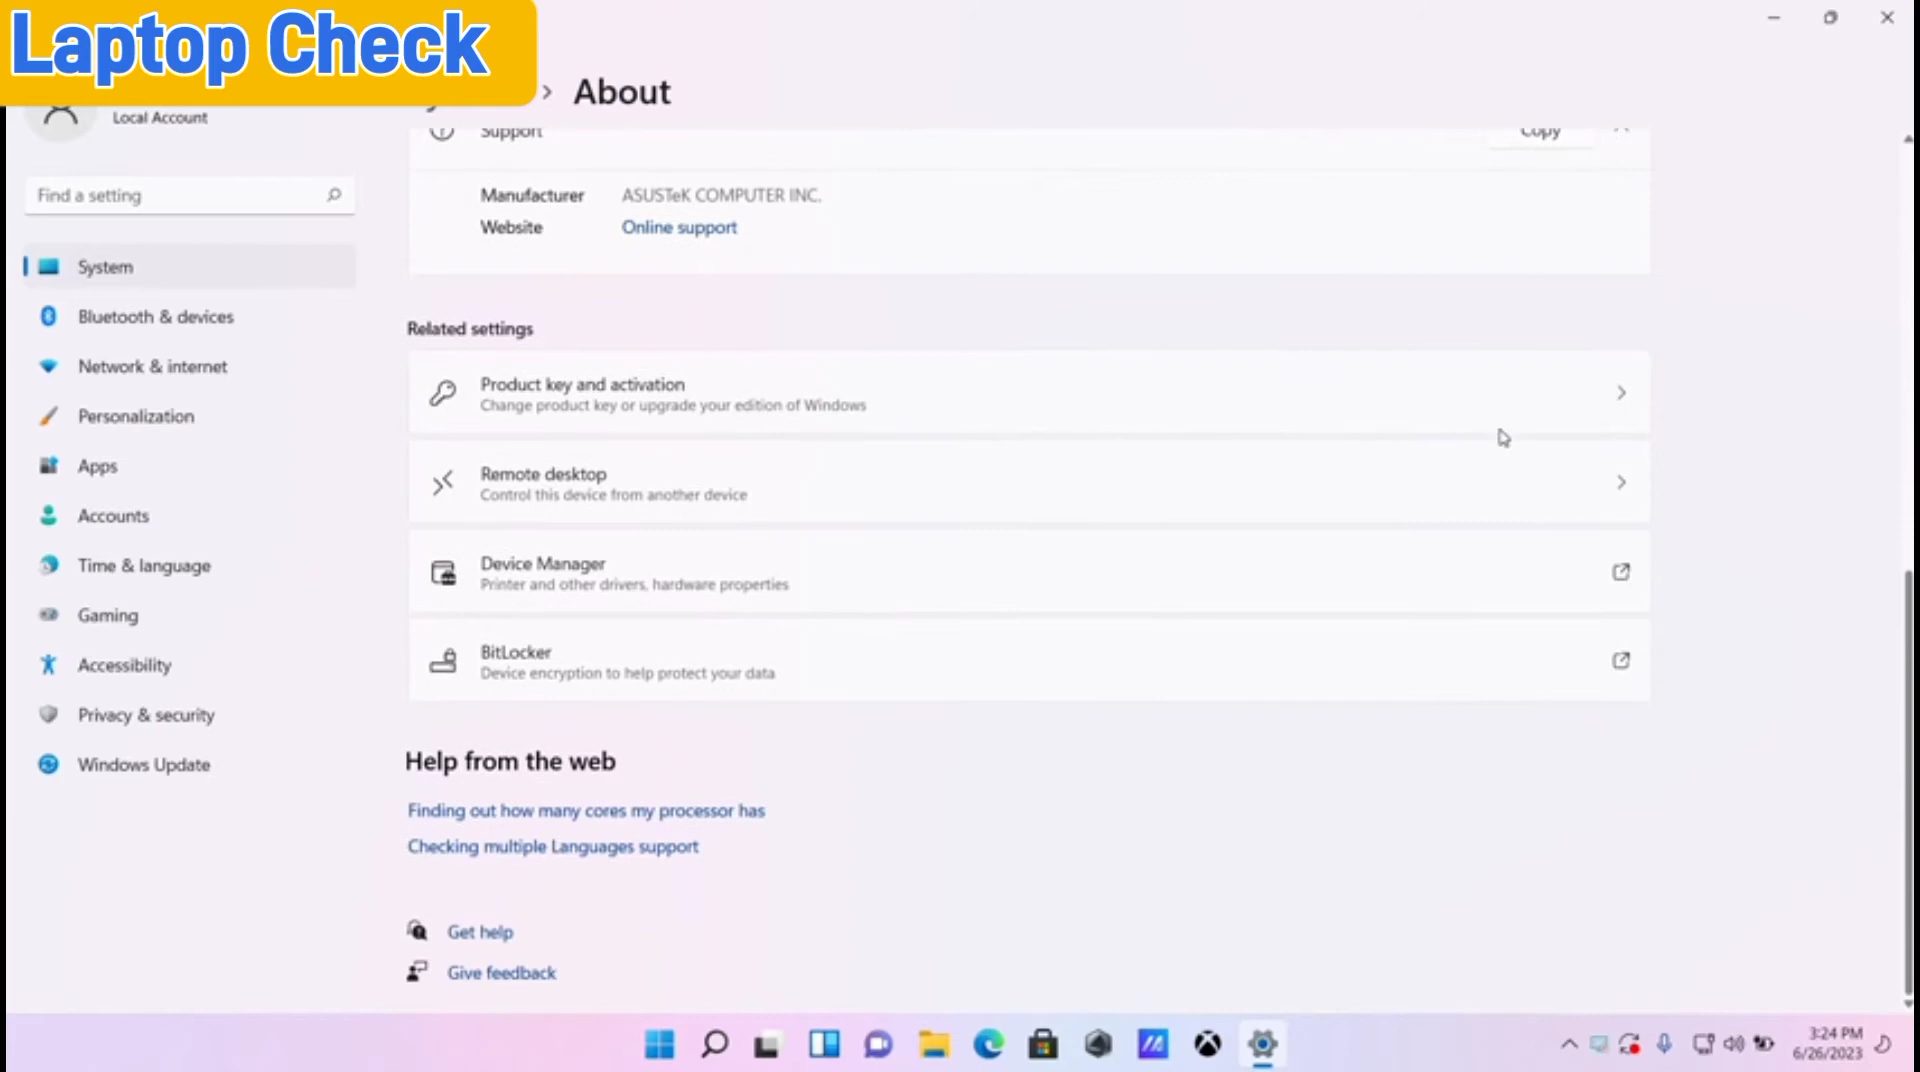 Laptop Check
About
Local Account
Support
Copy
Find a setting
Manufacturer ASUSTeK COMPUTER INC.
Website Online support
System
Bluetooth & devices
Network & internet
Personalization
Apps
Accounts
Time & language
Gaming
Accessibility
Privacy & security
Windows Update
Related settings
Product key and activation
Change product key or upgrade your edition of Windows
Remote desktop
Control this device from another device
Device Manager
Printer and other drivers, hardware properties
BitLocker
Device encryption to help protect your data
Help from the web
Finding out how many cores my processor has
Checking multiple Languages support
Get help
Give feedback
3:24 PM
6/26/2023